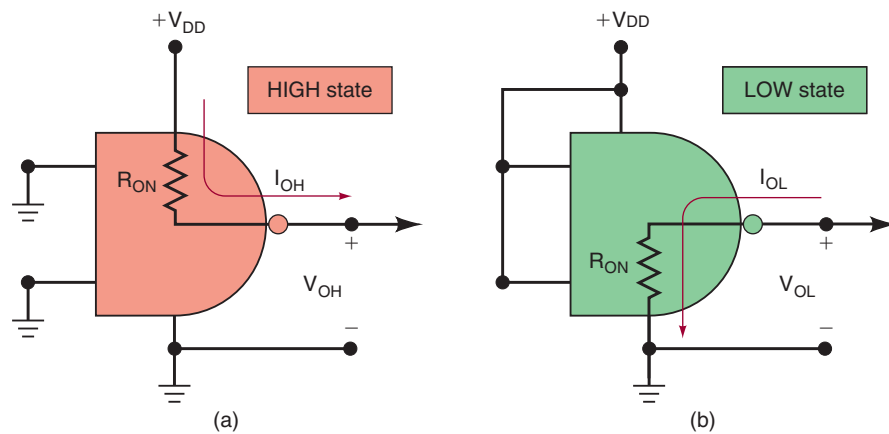 +VDD
HIGH state
RON
IOH
+
VOH
−
(a)
+VDD
LOW state
IOL
RON
+
VOL
−
(b)